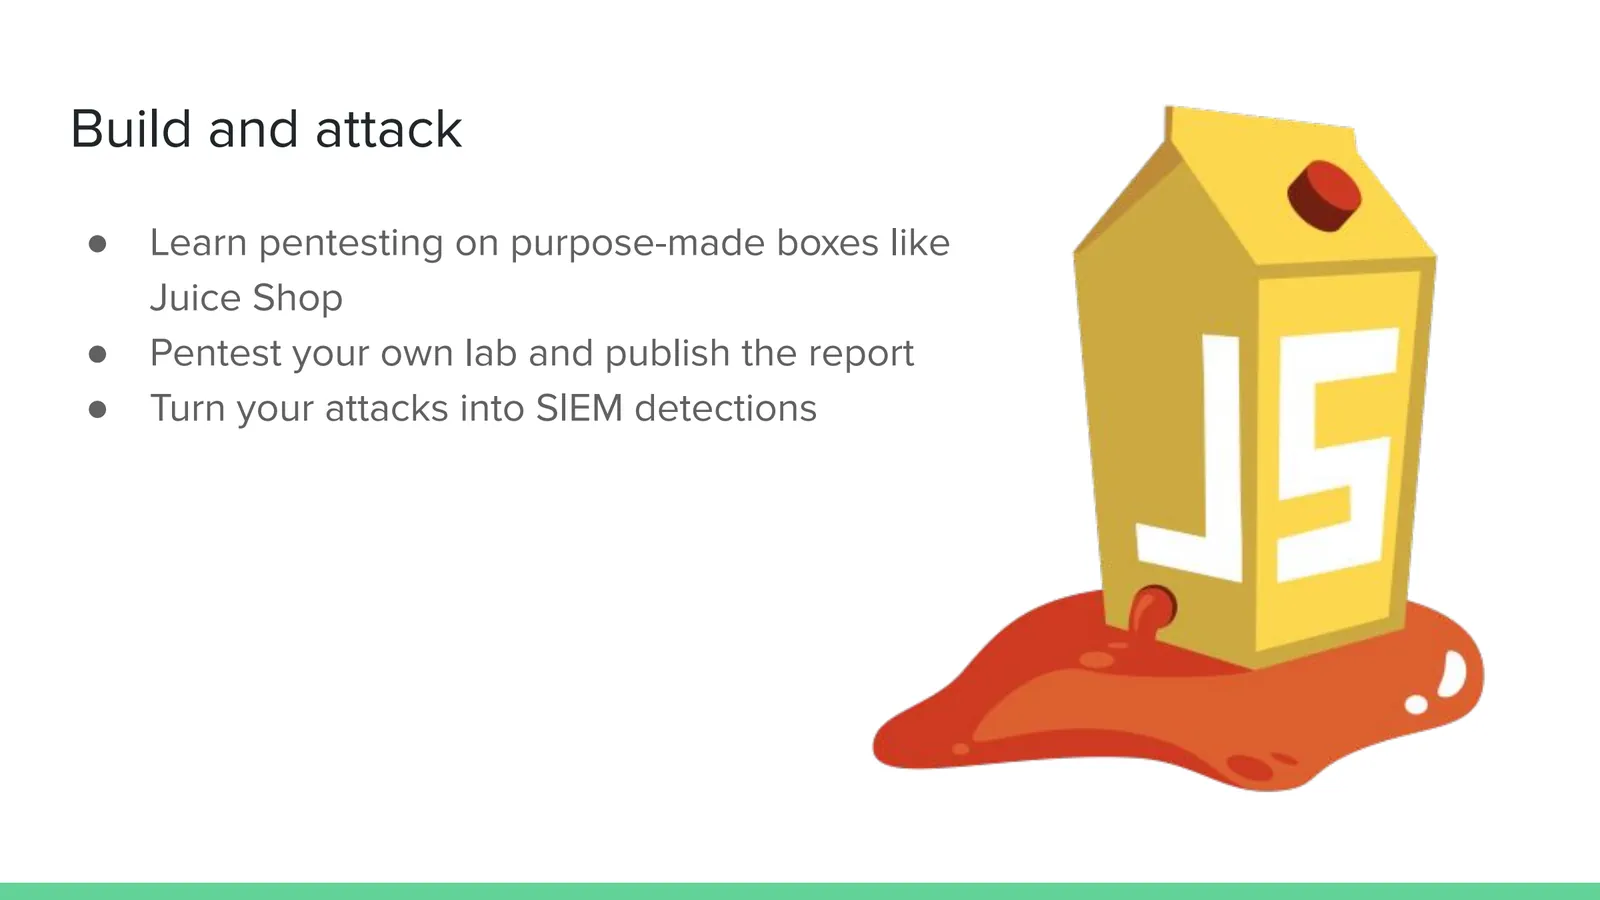 Build and attack
● Learn pentesting on purpose-made boxes like
Juice Shop
● Pentest your own lab and publish the report
● Turn your attacks into SIEM detections
JS